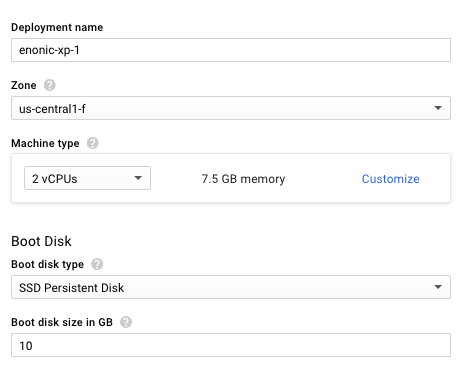 Deployment name
enonic-xp-1
Zone ?
us-central1-f
Machine type ?
2 vCPUs 7.5 GB memory Customize
Boot Disk
Boot disk type ?
SSD Persistent Disk
Boot disk size in GB ?
10